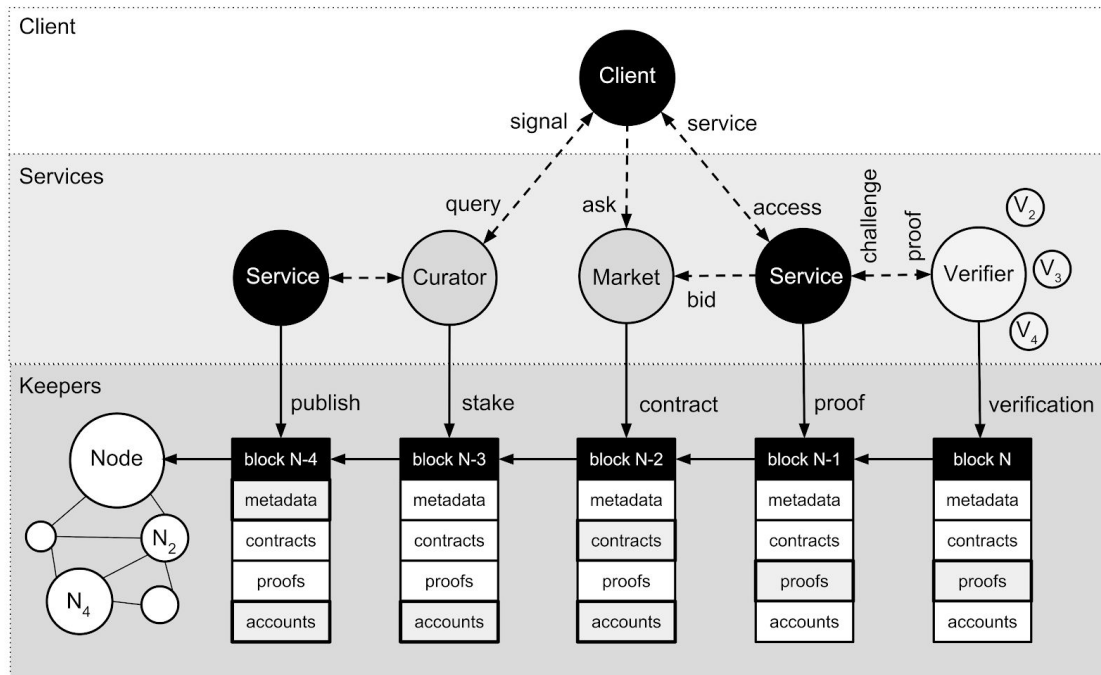 Client
Client
signal
service
Services
query
ask
access
challenge
proof
V2
Service
Curator
Market
bid
Service
Verifier
V3
V4
Keepers
publish
stake
contract
proof
verification
Node
block N-4
block N-3
block N-2
block N-1
block N
metadata
metadata
metadata
metadata
metadata
N2
contracts
contracts
contracts
contracts
contracts
proofs
proofs
proofs
proofs
proofs
N4
accounts
accounts
accounts
accounts
accounts